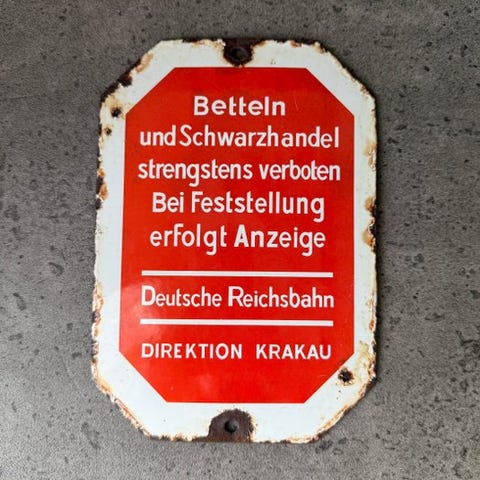 Betteln
und Schwarzhandel
strengstens verboten
Bei Feststellung
erfolgt Anzeige
Deutsche Reichsbahn
DIREKTION KRAKAU